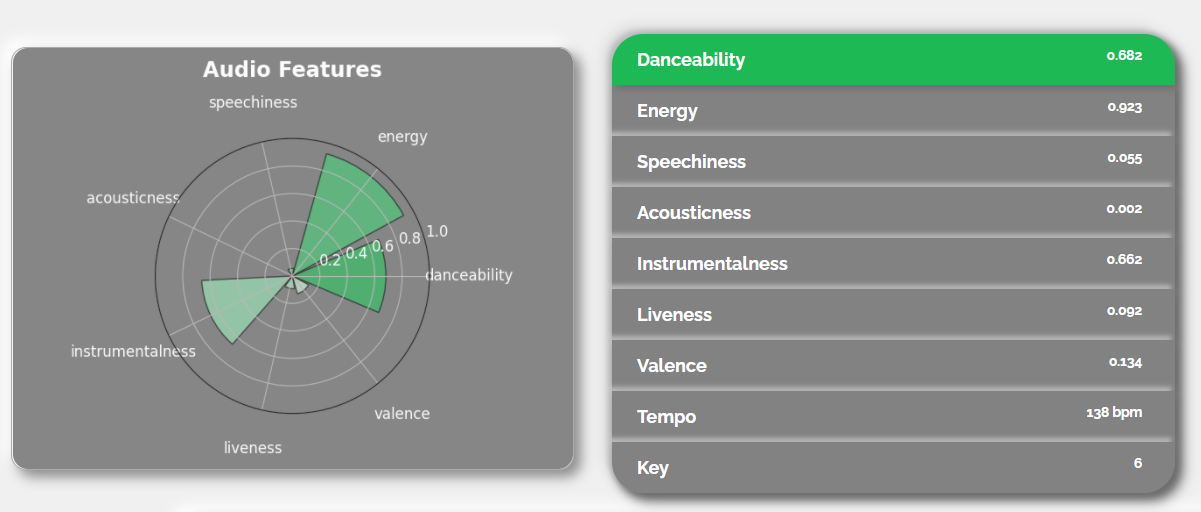 Audio Features
speechiness
energy
acousticness
1.0
0.8
0.6
0.4
0.2
danceability
instrumentalness
valence
liveness
Danceability 0.682
Energy 0.923
Speechiness 0.055
Acousticness 0.002
Instrumentalness 0.662
Liveness 0.092
Valence 0.134
Tempo 138 bpm
Key 6